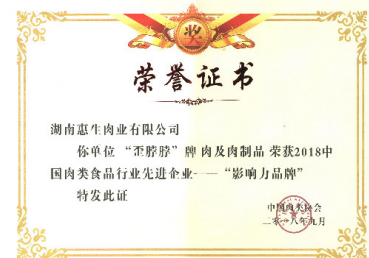 奖
荣誉证书
湖南惠生肉业有限公司
你单位“歪脖脖”牌 肉及肉制品 荣获2018中
国肉类食品行业先进企业——“影响力品牌”
特发此证
中国肉类协会
二零一八年九月